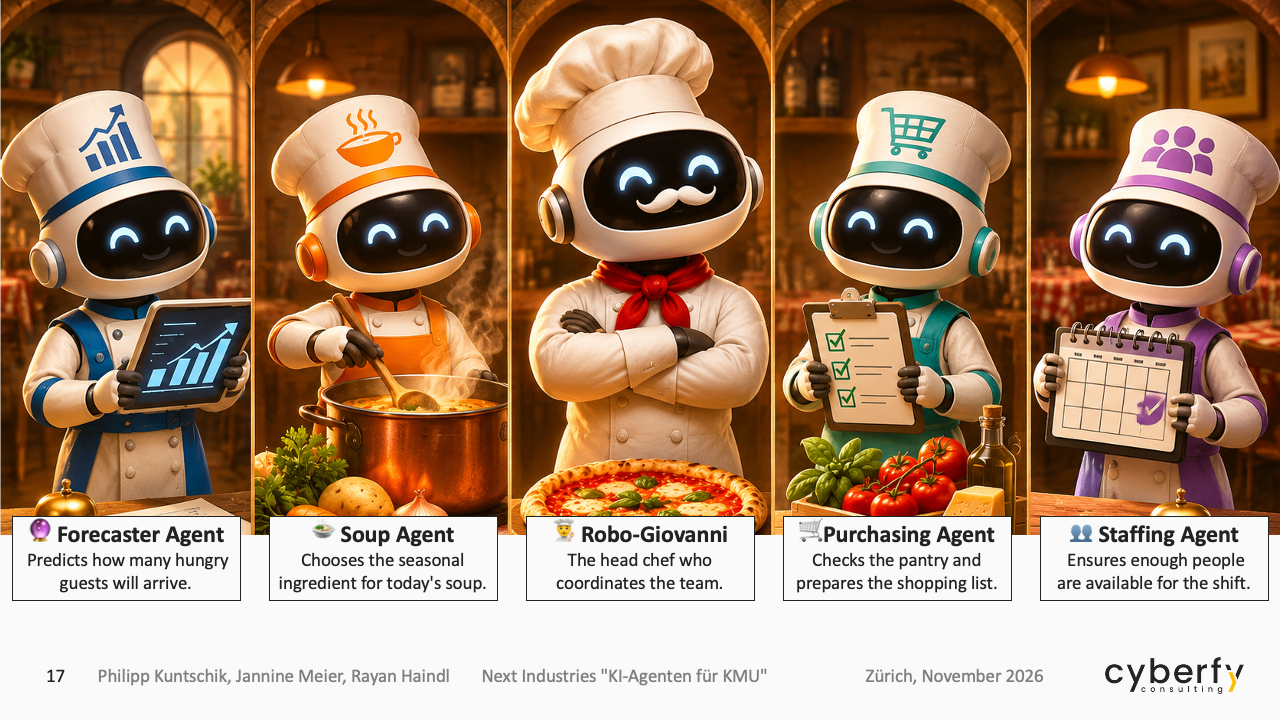 🔮 Forecaster Agent
Predicts how many hungry
guests will arrive.
🍲 Soup Agent
Chooses the seasonal
ingredient for today's soup.
👨‍🍳 Robo-Giovanni
The head chef who
coordinates the team.
🛒Purchasing Agent
Checks the pantry and
prepares the shopping list.
👥 Staffing Agent
Ensures enough people
are available for the shift.
17
Philipp Kuntschik, Jannine Meier, Rayan Haindl
Next Industries "KI-Agenten für KMU"
Zürich, November 2026
cyberfy
consulting